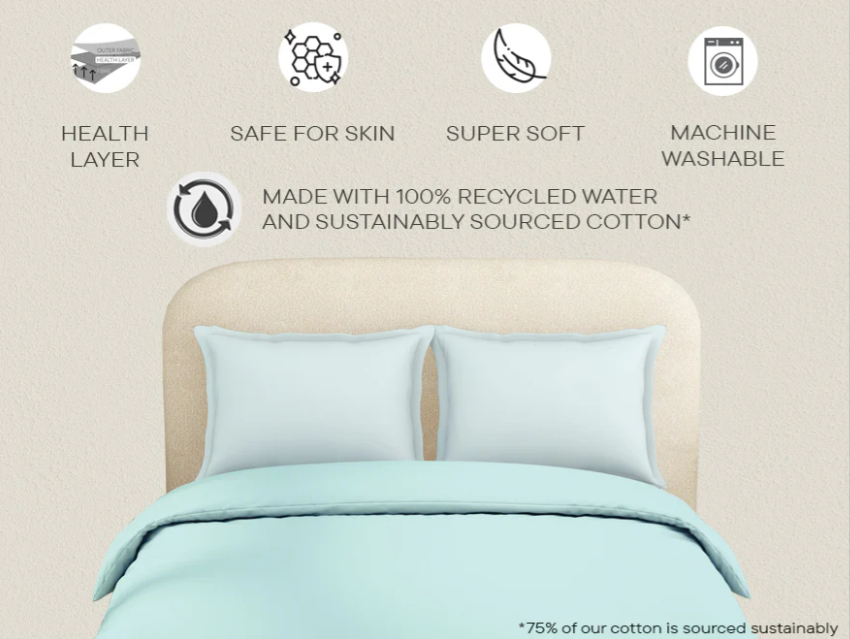 OUTER FABRIC
HEALTH LAYER
HEALTH
LAYER
SAFE FOR SKIN
SUPER SOFT
MACHINE
WASHABLE
MADE WITH 100% RECYCLED WATER
AND SUSTAINABLY SOURCED COTTON*
*75% of our cotton is sourced sustainably